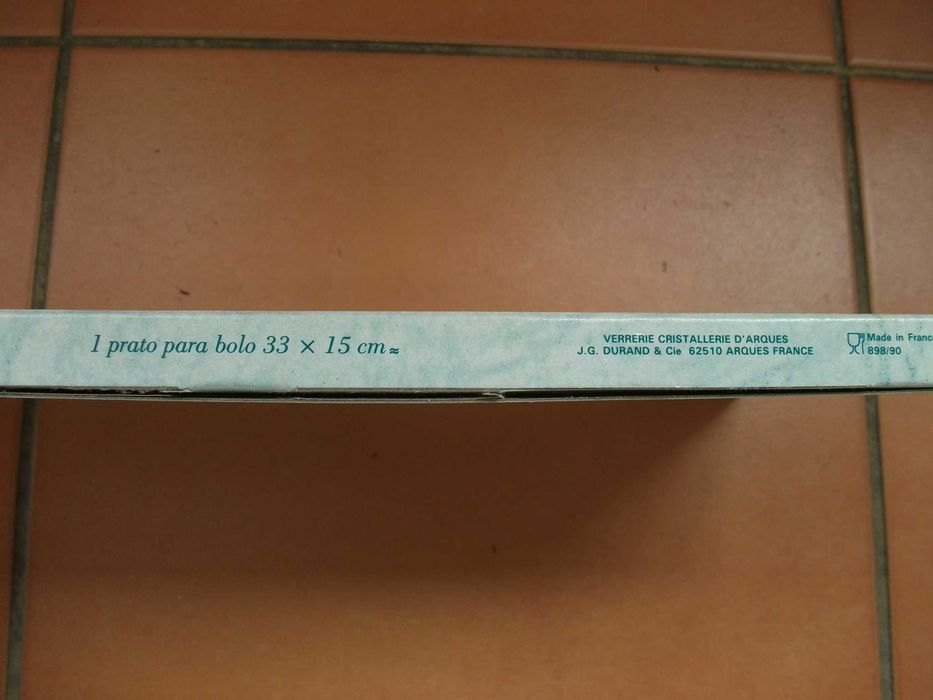 1 prato para bolo 33 × 15 cm ≈
VERRERIE CRISTALLERIE D'ARQUES
J.G. DURAND & Cie 62510 ARQUES FRANCE
Made in Franc
898/90